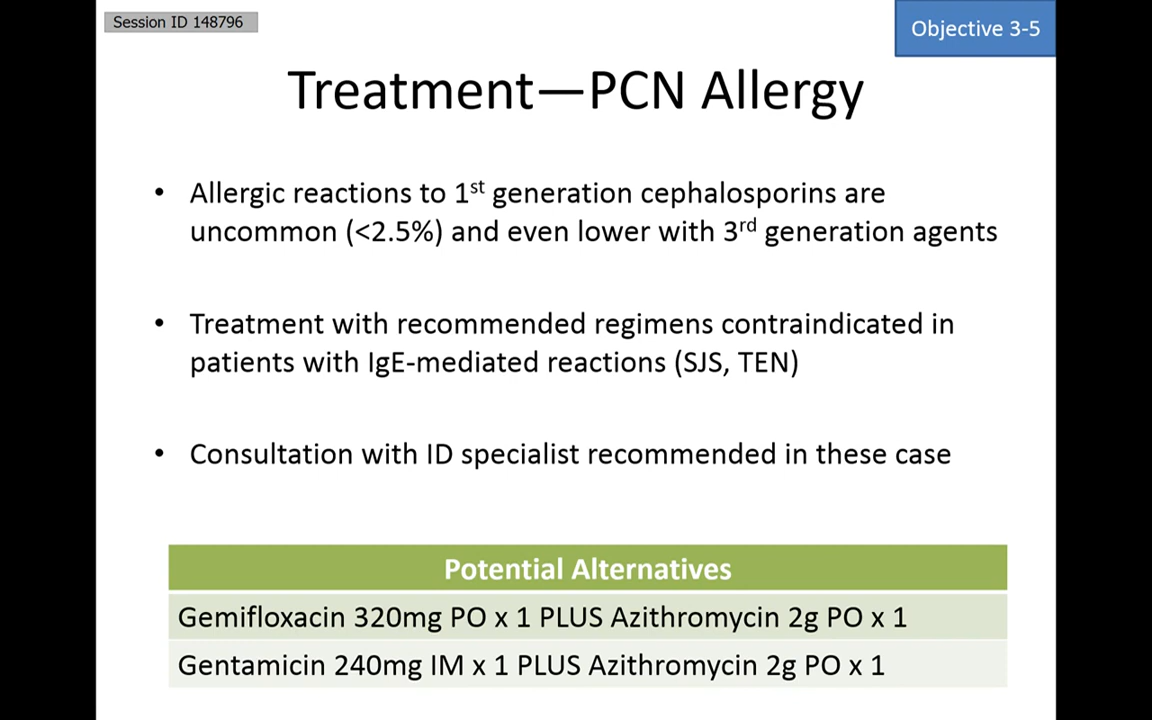 Session ID 148796
Objective 3-5
Treatment—PCN Allergy
• Allergic reactions to 1st generation cephalosporins are
uncommon (<2.5%) and even lower with 3rd generation agents
• Treatment with recommended regimens contraindicated in
patients with IgE-mediated reactions (SJS, TEN)
• Consultation with ID specialist recommended in these case
Potential Alternatives
Gemifloxacin 320mg PO x 1 PLUS Azithromycin 2g PO x 1
Gentamicin 240mg IM x 1 PLUS Azithromycin 2g PO x 1